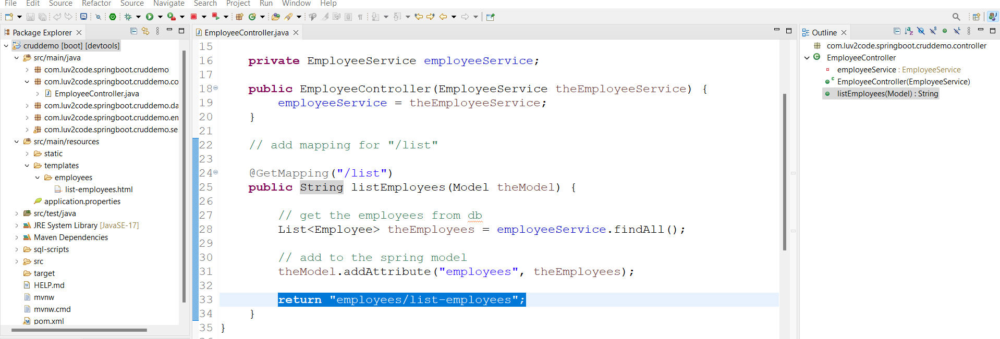 File Edit Source Refactor Source Navigate Search Project Run Window Help
Package Explorer
cruddemo [boot] [devtools]
src/main/java
com.luv2code.springboot.cruddemo
com.luv2code.springboot.cruddemo.co
EmployeeController.java
com.luv2code.springboot.cruddemo.da
com.luv2code.springboot.cruddemo.en
com.luv2code.springboot.cruddemo.se
src/main/resources
static
templates
employees
list-employees.html
application.properties
src/test/java
JRE System Library [JavaSE-17]
Maven Dependencies
sql-scripts
src
target
HELP.md
mvnw
mvnw.cmd
pom.xml
EmployeeController.java
15
16 private EmployeeService employeeService;
17
18 public EmployeeController(EmployeeService theEmployeeService) {
19 employeeService = theEmployeeService;
20 }
21
22 // add mapping for "/list"
23
24 @GetMapping("/list")
25 public String listEmployees(Model theModel) {
26
27 // get the employees from db
28 List<Employee> theEmployees = employeeService.findAll();
29
30 // add to the spring model
31 theModel.addAttribute("employees", theEmployees);
32
33 return "employees/list-employees";
34 }
35 }
Outline
com.luv2code.springboot.cruddemo.controller
EmployeeController
employeeService : EmployeeService
EmployeeController(EmployeeService)
listEmployees(Model) : String